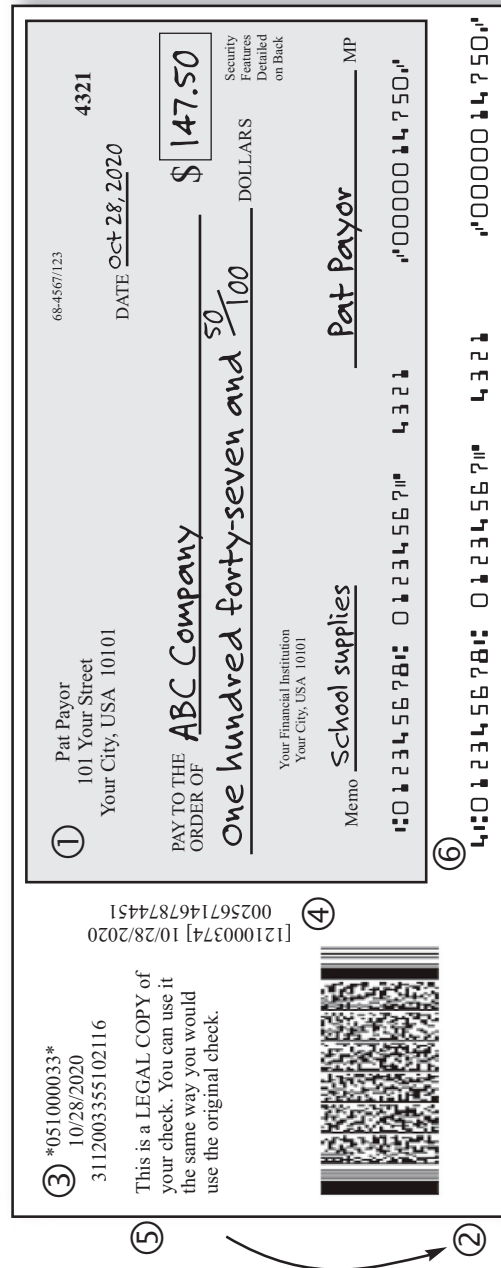 ③ *051000033*
10/28/2020
3112003355102116
⑤ This is a LEGAL COPY of
your check. You can use it
the same way you would
use the original check.
[121000374] 10/28/2020
0025671467874451
④
① Pat Payor
101 Your Street
Your City, USA 10101
68-4567/123
4321
DATE Oct 28, 2020
PAY TO THE
ORDER OF ABC Company $ 147.50
One hundred forty-seven and 50/100 DOLLARS
Security
Features
Detailed
on Back
Your Financial Institution
Your City, USA 10101
Memo School supplies Pat Payor MP
⑆012345678⑆ 01234567⑈ 4321 ⑇0000014750⑇
⑥
②
4⑆012345678⑆ 01234567⑈ 4321 ⑇0000014750⑇